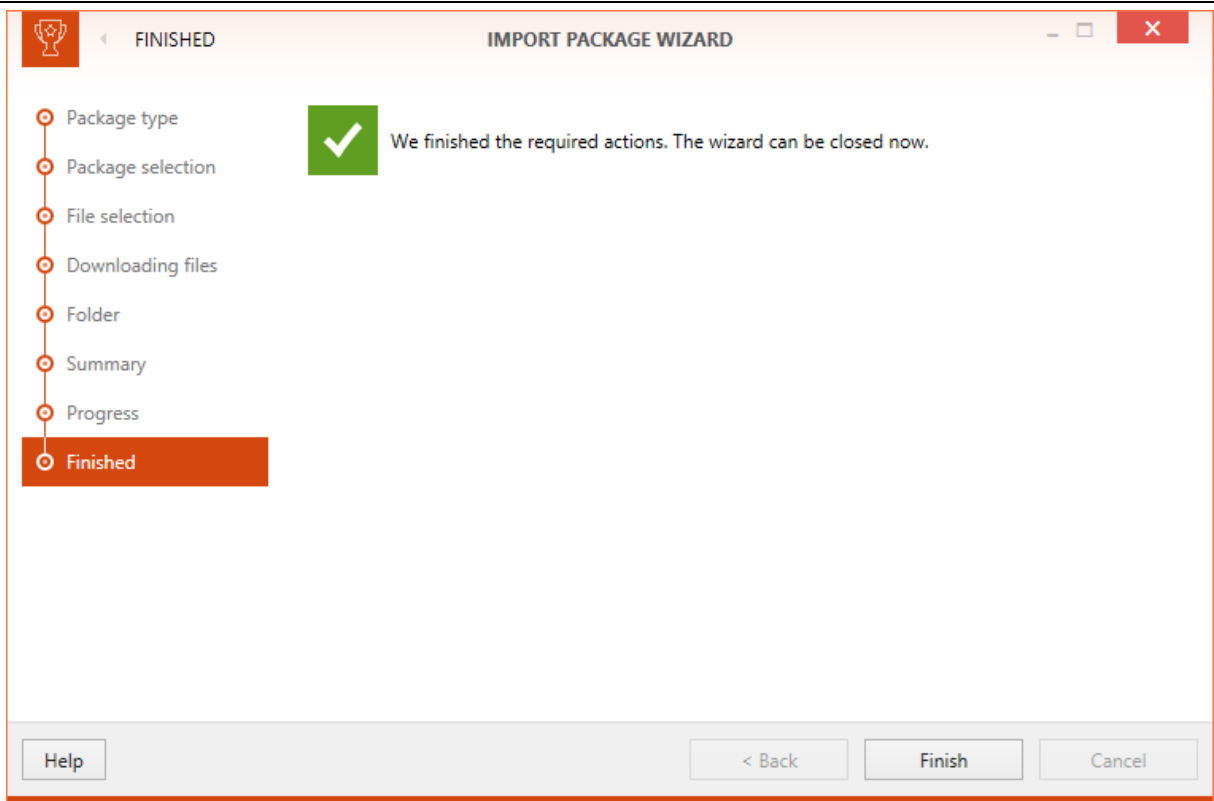 FINISHED
IMPORT PACKAGE WIZARD
Package type
Package selection
File selection
Downloading files
Folder
Summary
Progress
Finished
We finished the required actions. The wizard can be closed now.
Help
< Back
Finish
Cancel